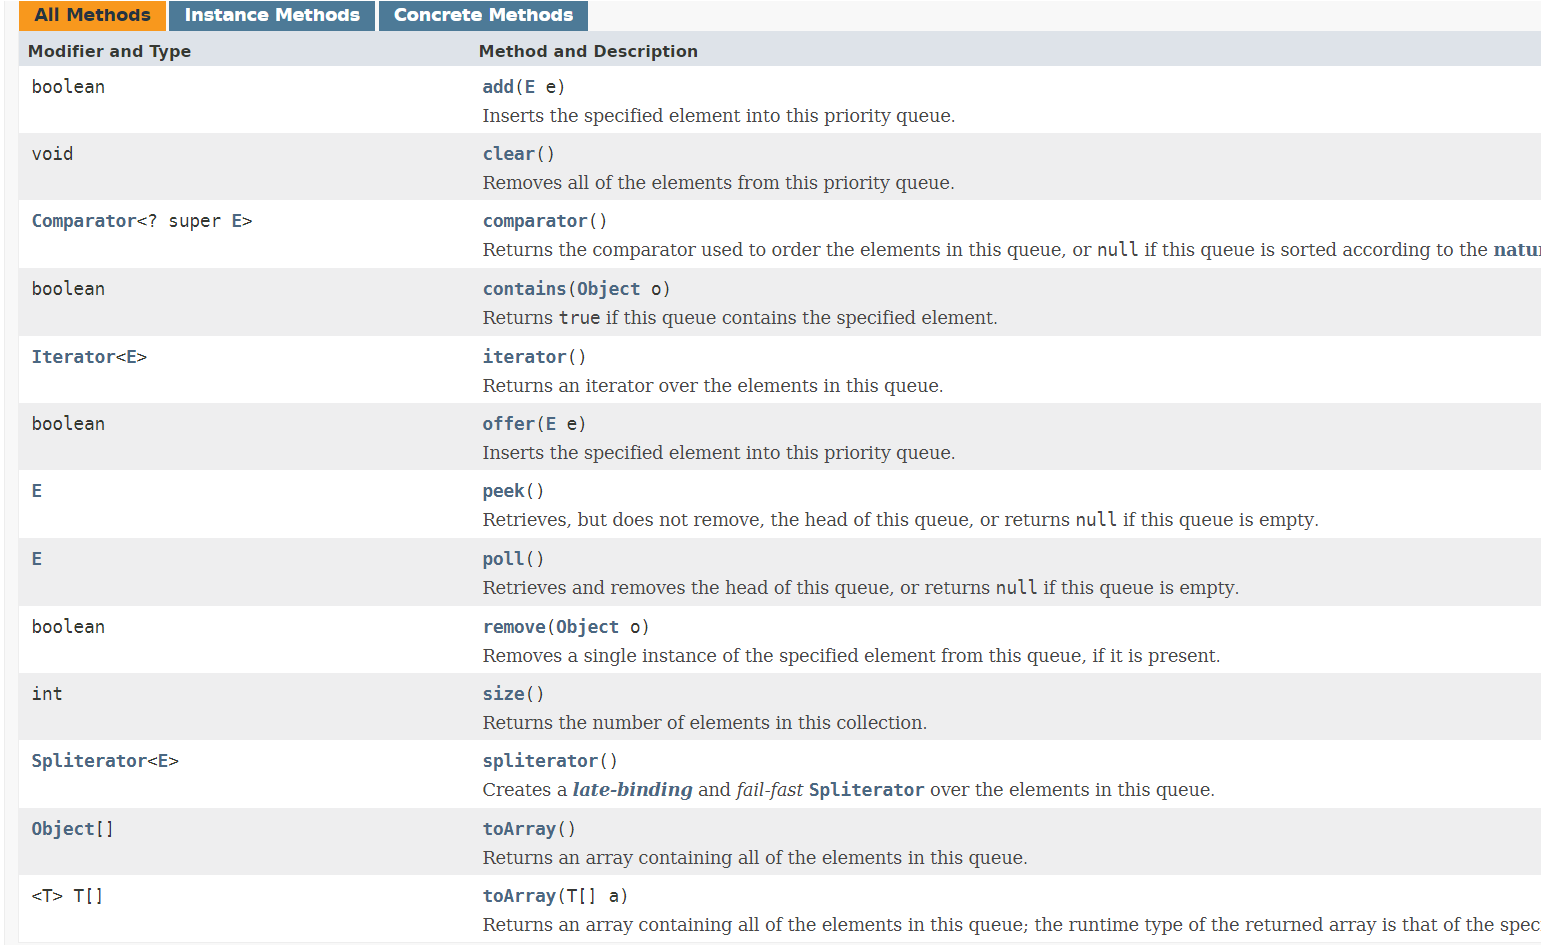 All Methods Instance Methods Concrete Methods
Modifier and Type Method and Description
boolean add(E e)
Inserts the specified element into this priority queue.
void clear()
Removes all of the elements from this priority queue.
Comparator<? super E> comparator()
Returns the comparator used to order the elements in this queue, or null if this queue is sorted according to the
boolean contains(Object o)
Returns true if this queue contains the specified element.
Iterator<E> iterator()
Returns an iterator over the elements in this queue.
boolean offer(E e)
Inserts the specified element into this priority queue.
E peek()
Retrieves, but does not remove, the head of this queue, or returns null if this queue is empty.
E poll()
Retrieves and removes the head of this queue, or returns null if this queue is empty.
boolean remove(Object o)
Removes a single instance of the specified element from this queue, if it is present.
int size()
Returns the number of elements in this collection.
Spliterator<E> spliterator()
Creates a late-binding and fail-fast Spliterator over the elements in this queue.
Object[] toArray()
Returns an array containing all of the elements in this queue.
<T> T[] toArray(T[] a)
Returns an array containing all of the elements in this queue; the runtime type of the returned array is that of the